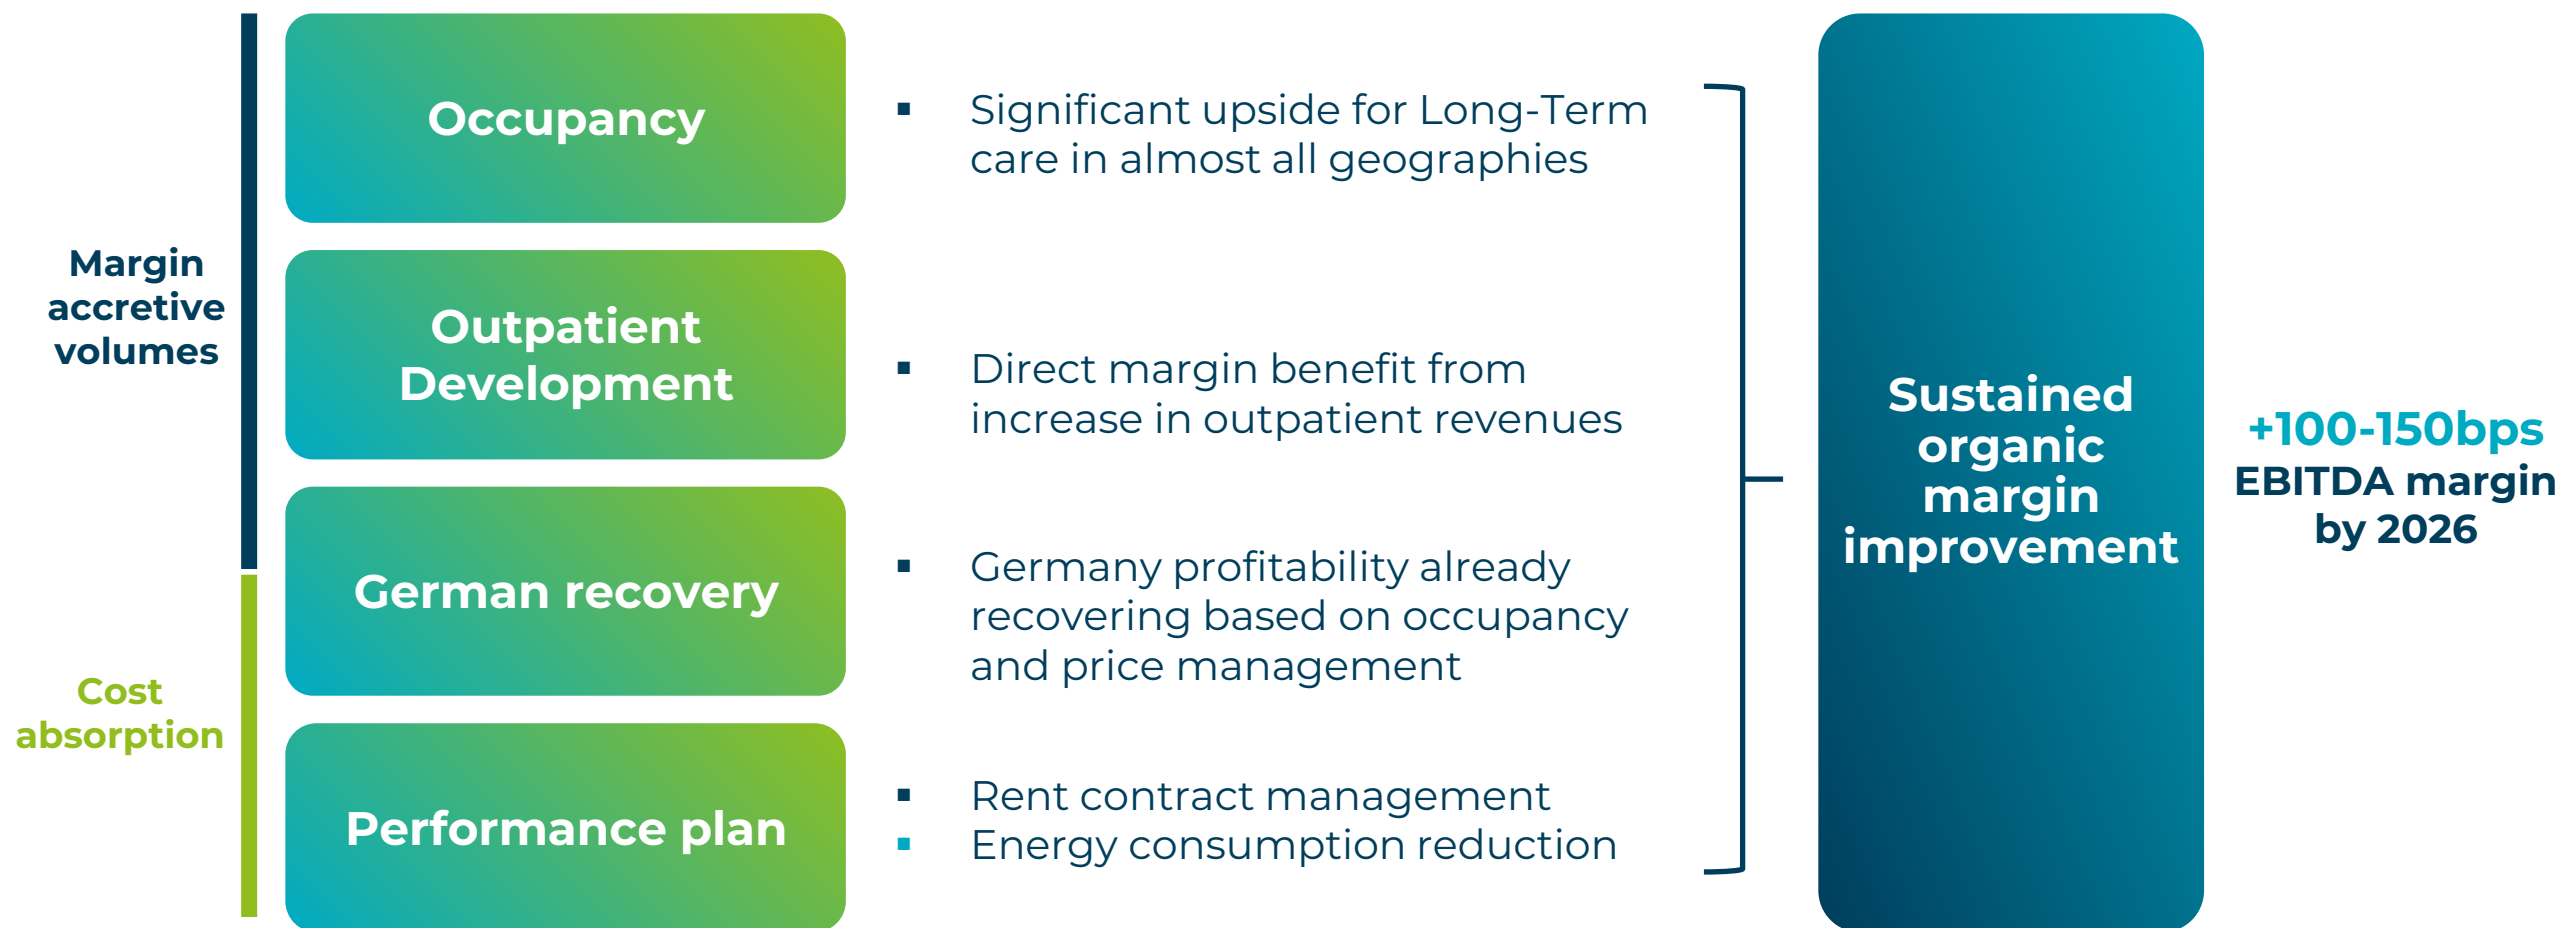 Margin
accretive
volumes
Cost
absorption
Occupancy
▪ Significant upside for Long-Term
care in almost all geographies
Outpatient
Development
▪ Direct margin benefit from
increase in outpatient revenues
German recovery
▪ Germany profitability already
recovering based on occupancy
and price management
Performance plan
▪ Rent contract management
▪ Energy consumption reduction
Sustained
organic
margin
improvement
+100-150bps
EBITDA margin
by 2026